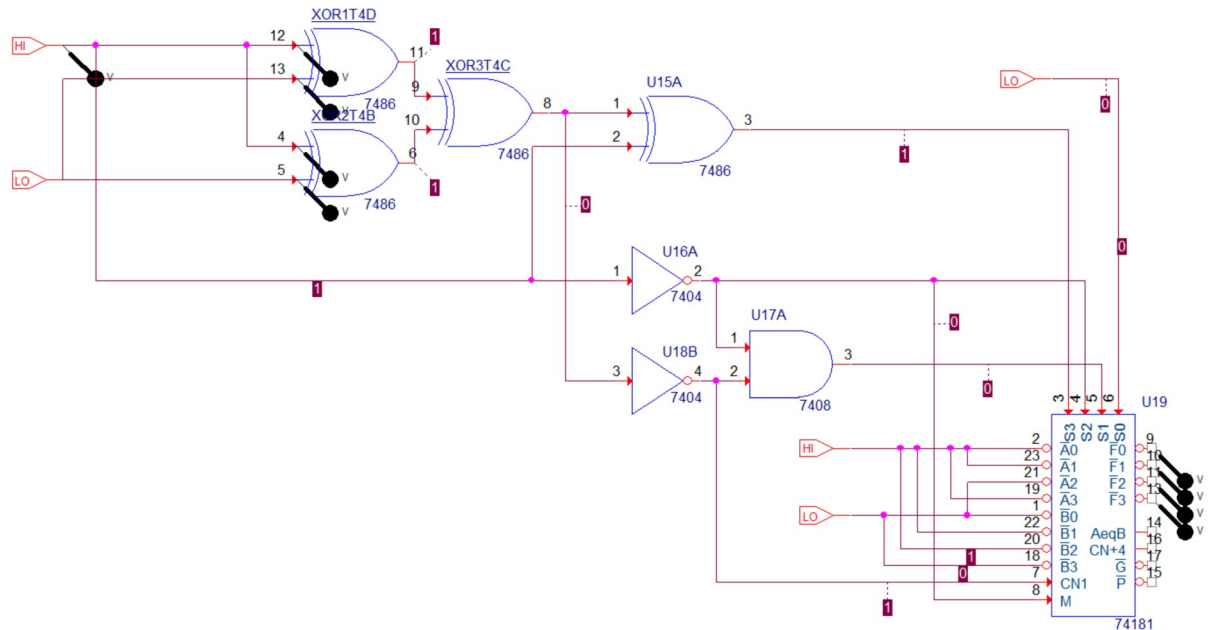 XOR1T4D
HI
12
11
1
13
XOR3T4C
7486
9
V
V
XOR2T4B
8
U15A
1
3
LO
0
4
10
7486
2
1
5
6
7486
LO
V
7486
1
V
0
0
U16A
1
2
1
7404
U17A
0
U18B
1
3
3
4
2
0
7404
7408
3
4
5
6
U19
S3
S2
S1
S0
HI
2
A0
F0
9
23
A1
F1
10
21
A2
F2
11
V
19
A3
F3
13
V
LO
1
B0
V
22
B1
AeqB
14
V
20
B2
CN+4
16
1
18
B3
G
17
0
7
CN1
P
15
1
8
M
74181